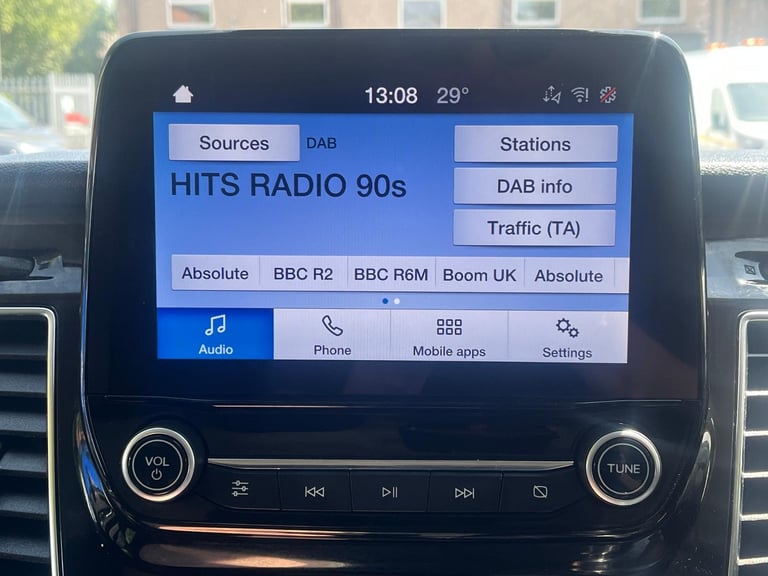 13:08 29°
Sources DAB
HITS RADIO 90s
Stations
DAB info
Traffic (TA)
Absolute BBC R2 BBC R6M Boom UK Absolute
Audio Phone Mobile apps Settings
VOL TUNE